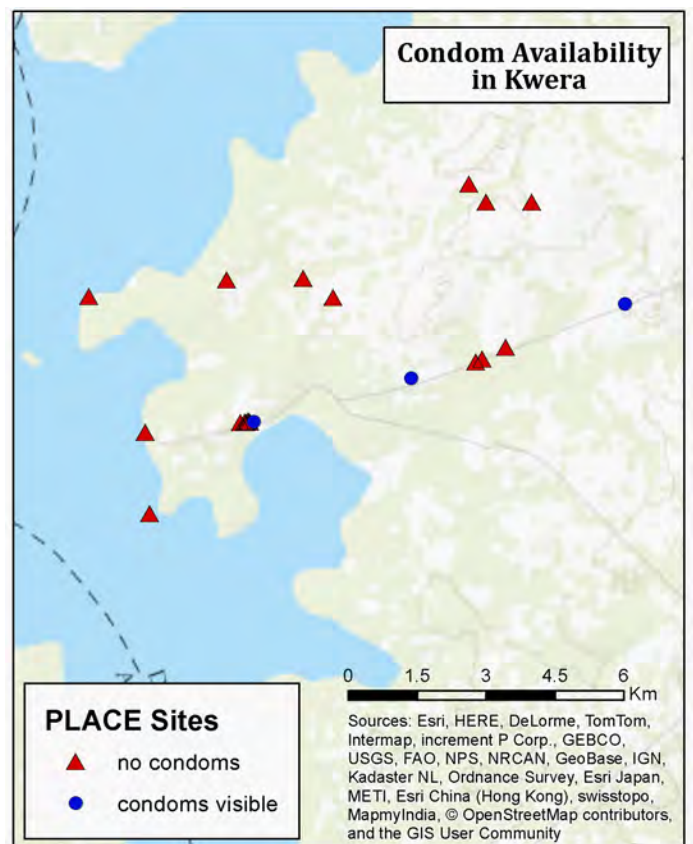 Condom Availability
in Kwera
0 1.5 3 6
Km
PLACE Sites
no condoms
condoms visible
Sources: Esri, HERE, DeLorme, TomTom,
Intermap, increment P Corp., GEBCO,
USGS, FAO, NPS, NRCAN, GeoBase, IGN,
Kadaster NL, Ordnance Survey, Esri Japan,
METI, Esri China (Hong Kong), swisstopo,
MapmyIndia, © OpenStreetMap contributors,
and the GIS User Community